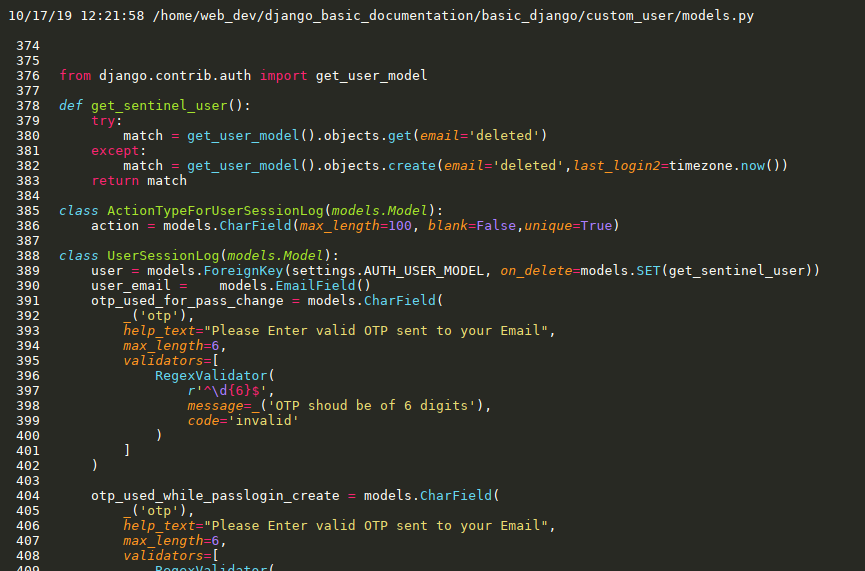 10/17/19 12:21:58 /home/web_dev/django_basic_documentation/basic_django/custom_user/models.py
374
375
376 from django.contrib.auth import get_user_model
377
378 def get_sentinel_user():
379     try:
380         match = get_user_model().objects.get(email='deleted')
381     except:
382         match = get_user_model().objects.create(email='deleted',last_login2=timezone.now())
383     return match
384
385 class ActionTypeForUserSessionLog(models.Model):
386     action = models.CharField(max_length=100, blank=False,unique=True)
387
388 class UserSessionLog(models.Model):
389     user = models.ForeignKey(settings.AUTH_USER_MODEL, on_delete=models.SET(get_sentinel_user))
390     user_email =    models.EmailField()
391     otp_used_for_pass_change = models.CharField(
392         _('otp'),
393         help_text="Please Enter valid OTP sent to your Email",
394         max_length=6,
395         validators=[
396             RegexValidator(
397                 r'^\d{6}$',
398                 message=_('OTP shoud be of 6 digits'),
399                 code='invalid'
400             )
401         ]
402     )
403
404     otp_used_while_passlogin_create = models.CharField(
405         _('otp'),
406         help_text="Please Enter valid OTP sent to your Email",
407         max_length=6,
408         validators=[
409             RegexValidator(